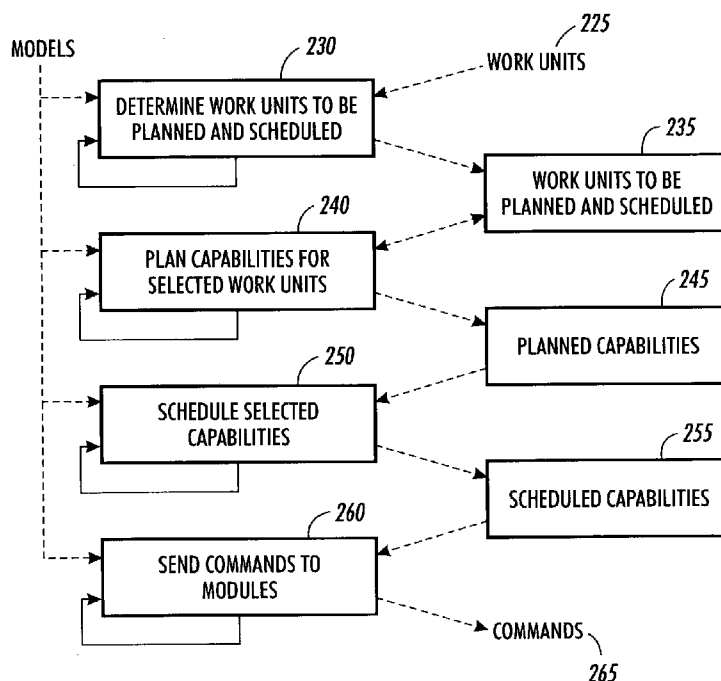 MODELS
230
225
WORK UNITS
DETERMINE WORK UNITS TO BE
PLANNED AND SCHEDULED
235
WORK UNITS TO BE
PLANNED AND SCHEDULED
240
PLAN CAPABILITIES FOR
SELECTED WORK UNITS
245
PLANNED CAPABILITIES
250
SCHEDULE SELECTED
CAPABILITIES
255
SCHEDULED CAPABILITIES
260
SEND COMMANDS TO
MODULES
COMMANDS
265